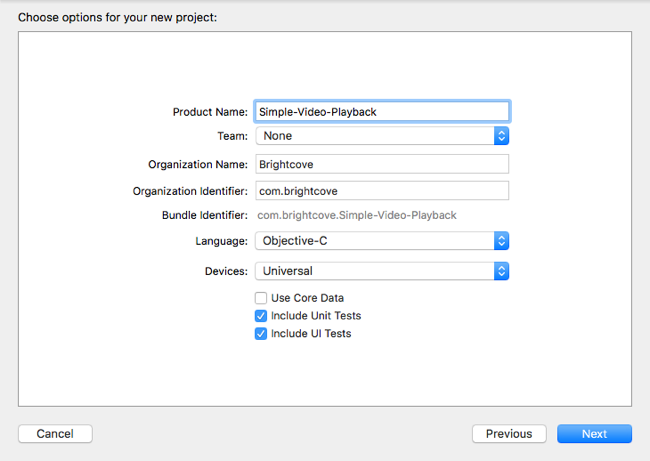 Choose options for your new project:
Product Name: Simple-Video-Playback
Team: None
Organization Name: Brightcove
Organization Identifier: com.brightcove
Bundle Identifier: com.brightcove.Simple-Video-Playback
Language: Objective-C
Devices: Universal
Use Core Data
Include Unit Tests
Include UI Tests
Cancel Previous Next